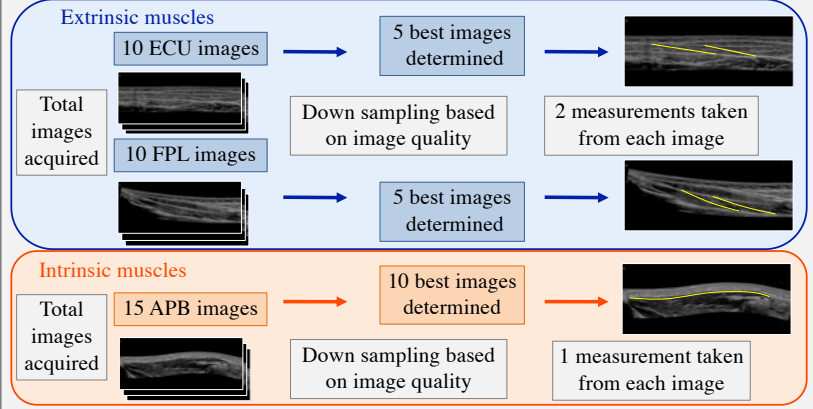 Extrinsic muscles
10 ECU images
5 best images
determined
Total
images
acquired
Down sampling based
on image quality
2 measurements taken
from each image
10 FPL images
5 best images
determined
Intrinsic muscles
15 APB images
10 best images
determined
Total
images
acquired
Down sampling based
on image quality
1 measurement taken
from each image